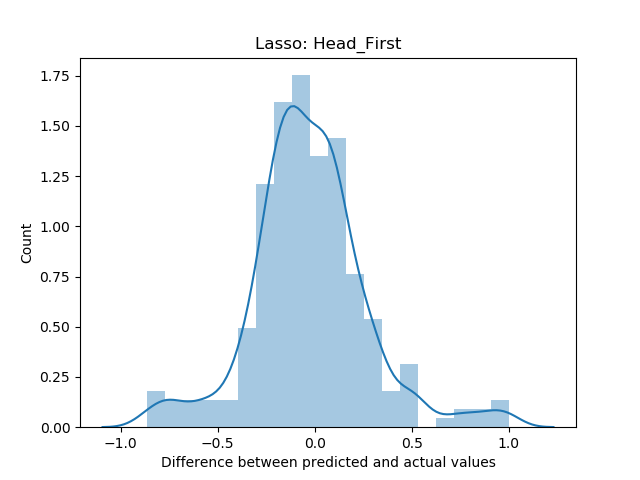 Lasso: Head_First
Count
1.75
1.50
1.25
1.00
0.75
0.50
0.25
0.00
−1.0 −0.5 0.0 0.5 1.0
Difference between predicted and actual values